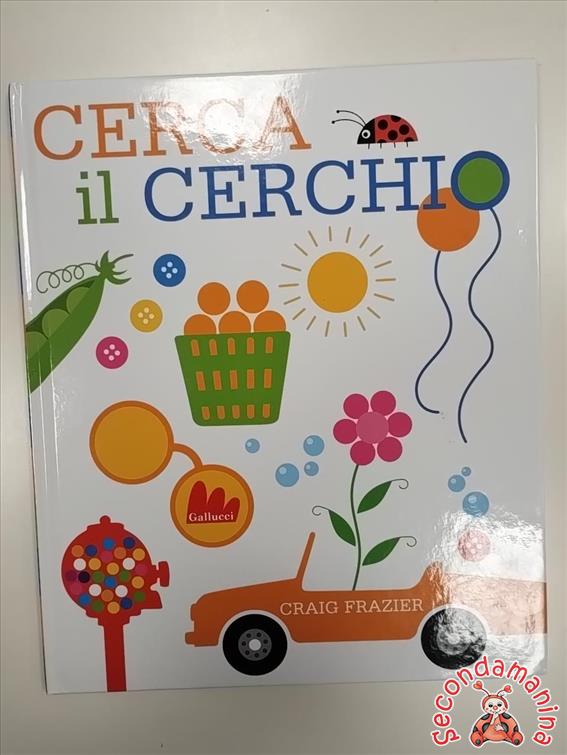 CERCA
il CERCHIO
Gallucci
CRAIG FRAZIER
Secondamanina